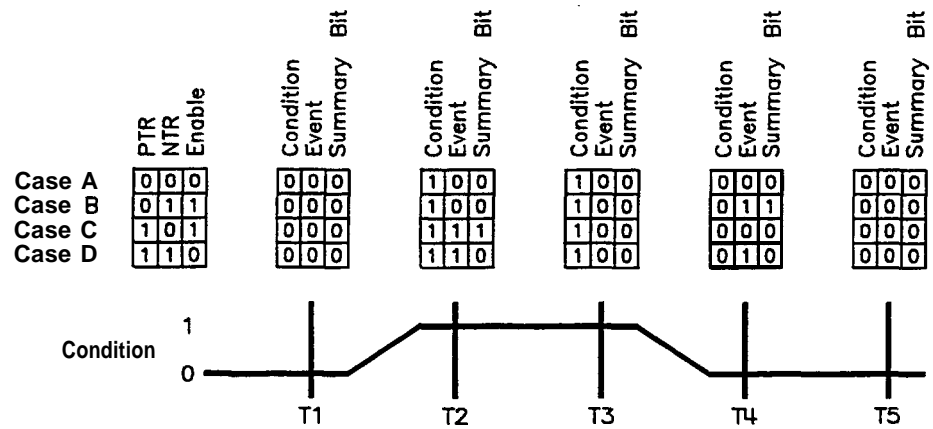 Bit Bit Bit Bit Bit
PTR NTR Enable Condition Event Summary Condition Event Summary Condition Event Summary Condition Event Summary Condition Event Summary
Case A 0 0 0 0 0 0 1 0 0 1 0 0 0 0 0 0 0 0
Case B 0 1 1 0 0 0 1 0 0 1 0 0 0 1 1 0 0 0
Case C 1 0 1 0 0 0 1 1 1 1 0 0 0 0 0 0 0 0
Case D 1 1 0 0 0 0 1 1 0 1 0 0 0 1 0 0 0 0
1
Condition
0
T1 T2 T3 T4 T5